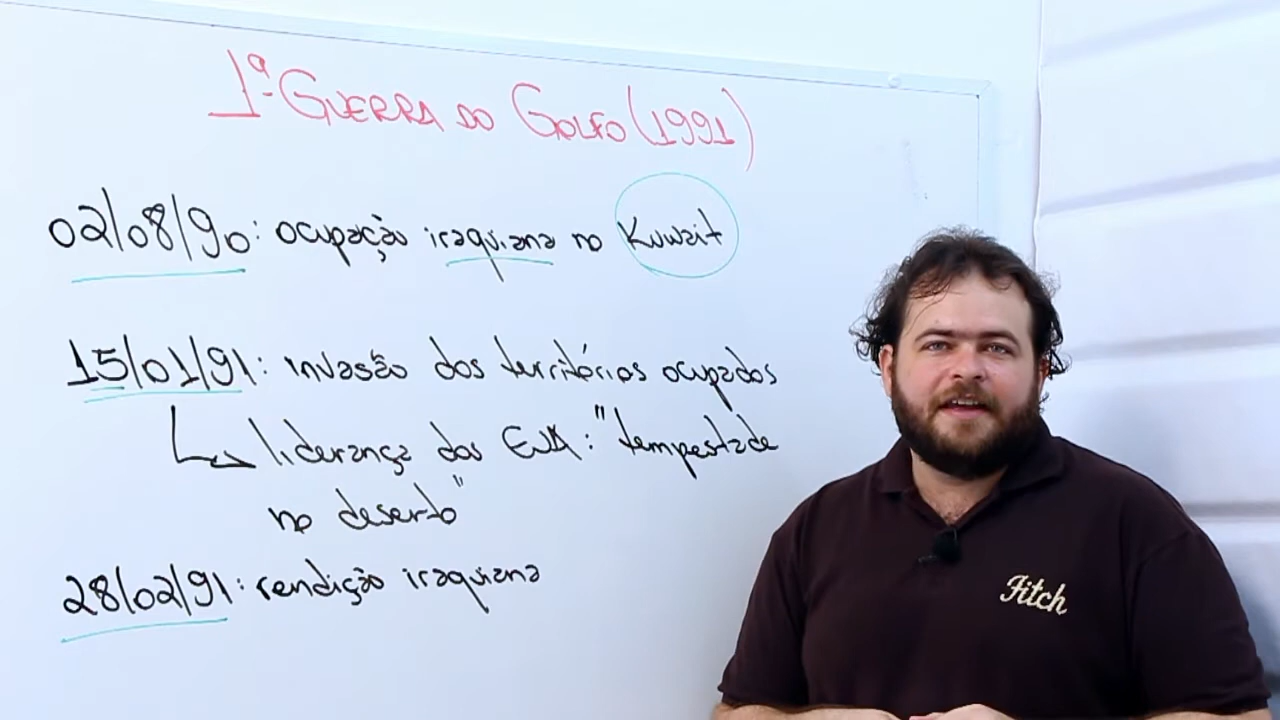 1ª GUERRA DO GOLFO (1991)
02/08/90: ocupação iraquiana no Kuwait
15/01/91: invasão dos territórios ocupados
liderança dos EUA: "tempestade
no deserto"
28/02/91: rendição iraquiana
Fitch